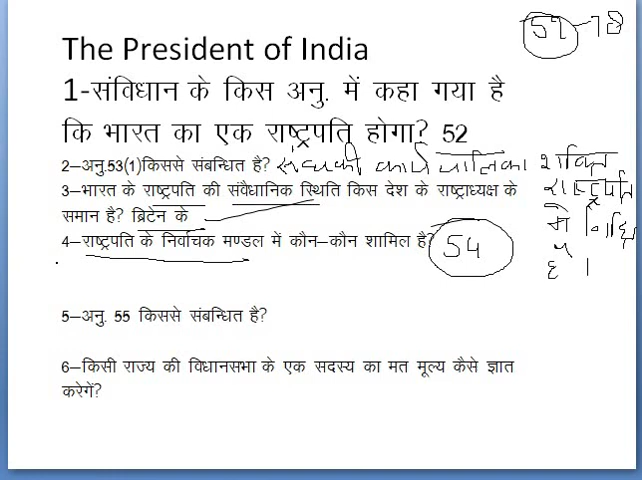 The President of India
1-संविधान के किस अनु. में कहा गया है
कि भारत का एक राष्ट्रपति होगा? 52
2–अनु.53(1)किससे संबन्धित है? संघ की कार्यपालिका शक्ति
राष्ट्रपति
में निहित
है।
3–भारत के राष्ट्रपति की संवैधानिक स्थिति किस देश के राष्ट्राध्यक्ष के
समान है? ब्रिटेन के
4–राष्ट्रपति के निर्वाचक मण्डल में कौन–कौन शामिल है? 54
5–अनु. 55 किससे संबन्धित है?
6–किसी राज्य की विधानसभा के एक सदस्य का मत मूल्य कैसे ज्ञात
करेगें?